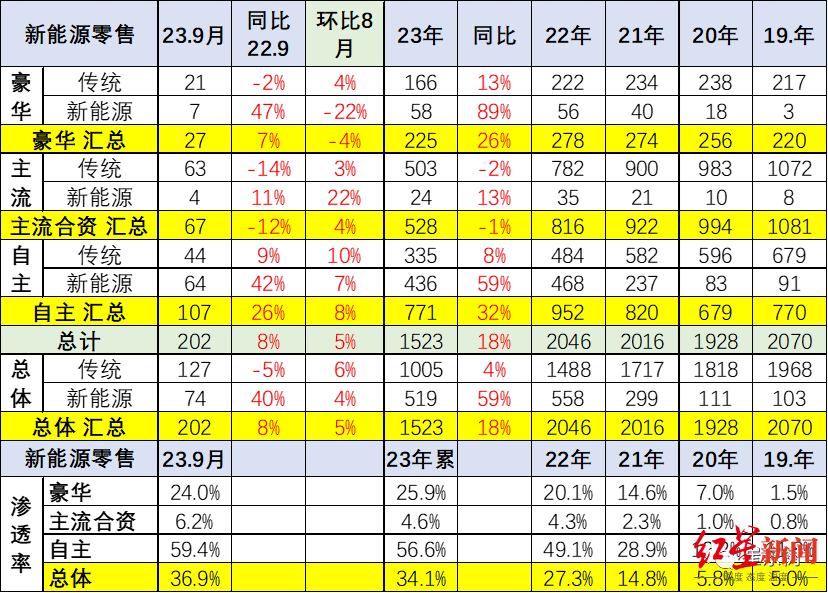 新能源零售 23.9月 同比22.9 环比8月 23年 同比 22年 21年 20年 19.年
豪华 传统 21 -2% 4% 166 13% 222 234 238 217
新能源 7 47% -22% 58 89% 56 40 18 3
豪华 汇总 27 7% -4% 225 26% 278 274 256 220
主流 传统 63 -14% 3% 503 -2% 782 900 983 1072
新能源 4 11% 22% 24 13% 35 21 10 8
主流合资 汇总 67 -12% 4% 528 -1% 816 922 994 1081
自主 传统 44 9% 10% 335 8% 484 582 596 679
新能源 64 42% 7% 436 59% 468 237 83 91
自主 汇总 107 26% 8% 771 32% 952 820 679 770
总计 202 8% 5% 1523 18% 2046 2016 1928 2070
总体 传统 127 -5% 6% 1005 4% 1488 1717 1818 1968
新能源 74 40% 4% 519 59% 558 299 111 103
总体 汇总 202 8% 5% 1523 18% 2046 2016 1928 2070
新能源零售 23.9月 23年累 22年 21年 20年 19.年
渗透率 豪华 24.0% 25.9% 20.1% 14.6% 7.0% 1.5%
主流合资 6.2% 4.6% 4.3% 2.3% 1.0% 0.8%
自主 59.4% 56.6% 49.1% 28.9%
总体 36.9% 34.1% 27.3% 14.8% 5.8% 5.0%
红星新闻